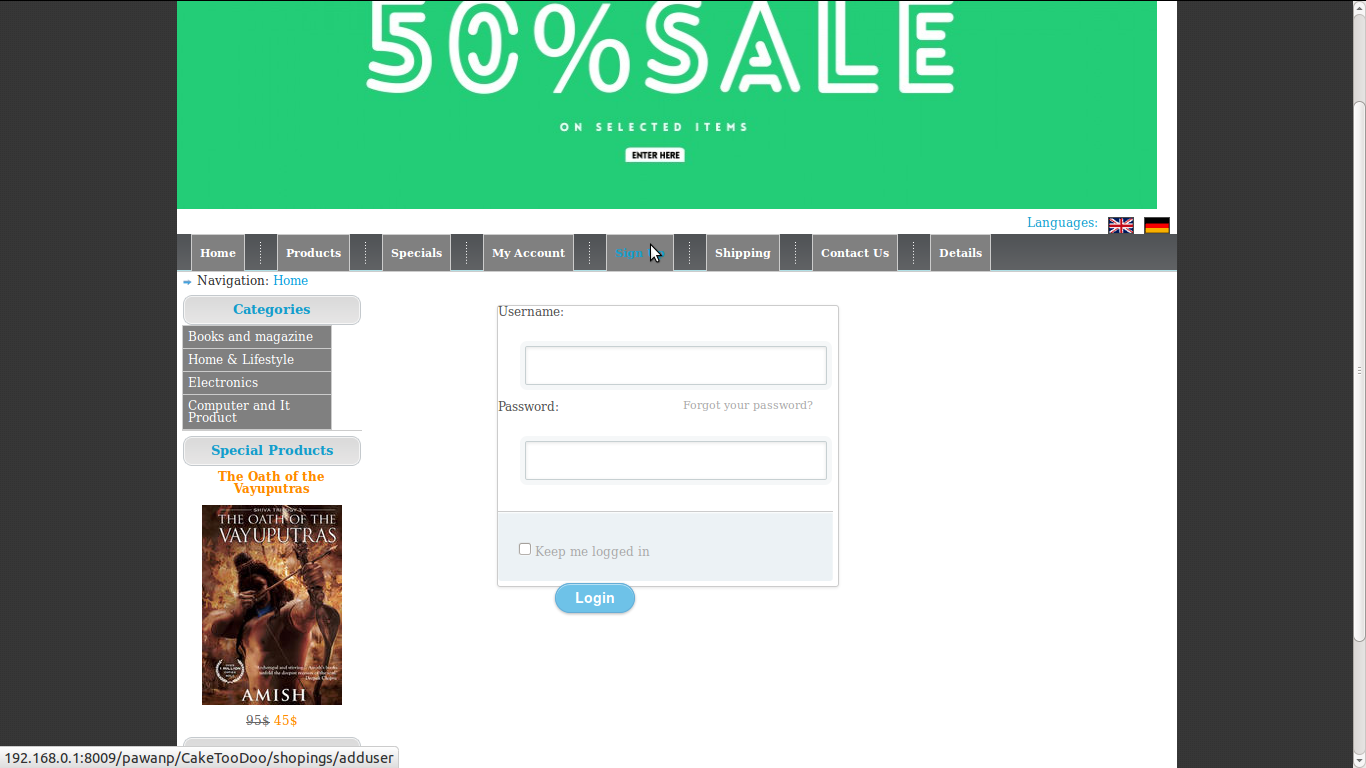 50%SALE
ON SELECTED ITEMS
ENTER HERE
Languages:
Home Products Specials My Account Sign Shipping Contact Us Details
Navigation: Home
Categories
Books and magazine
Home & Lifestyle
Electronics
Computer and It
Product
Special Products
The Oath of the
Vayuputras
SHIVA TRILOGY 3
THE OATH OF THE
VAYUPUTRAS
AMISH
95$ 45$
Username:
Password: Forgot your password?
Keep me logged in
Login
192.168.0.1:8009/pawanp/CakeTooDoo/shopings/adduser